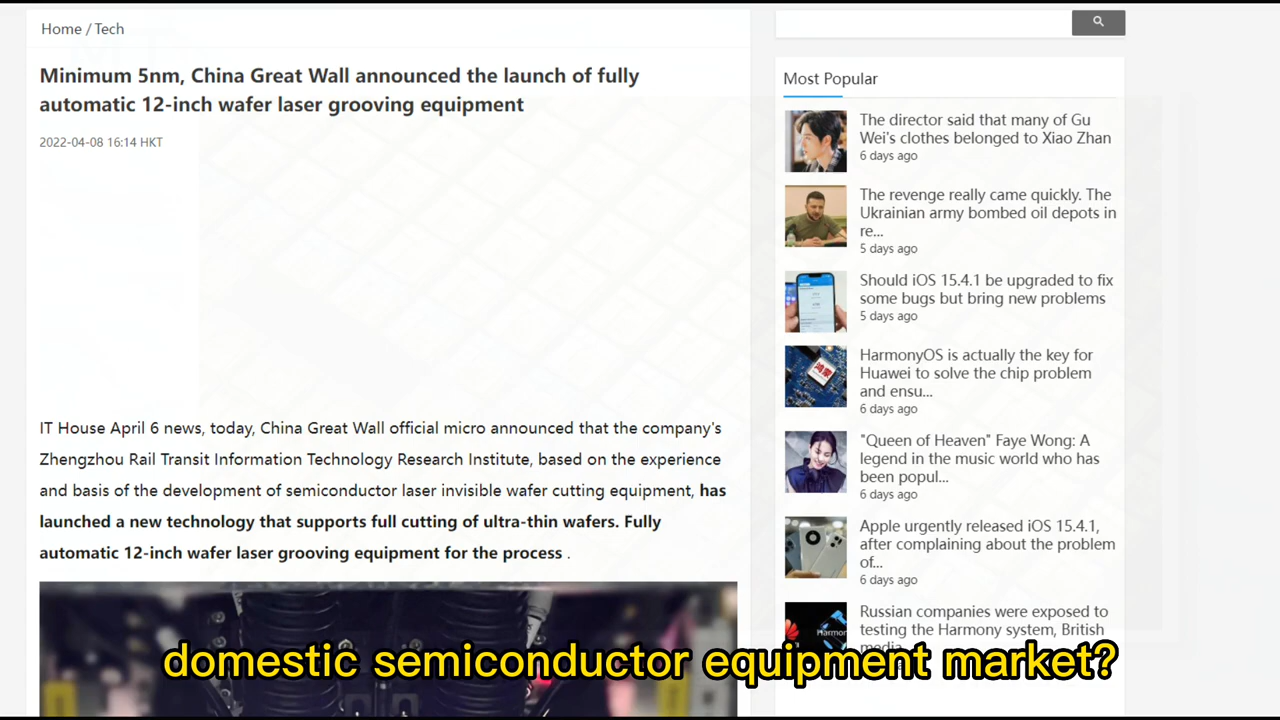 Home / Tech
Minimum 5nm, China Great Wall announced the launch of fully
automatic 12-inch wafer laser grooving equipment
2022-04-08 16:14 HKT
IT House April 6 news, today, China Great Wall official micro announced that the company's
Zhengzhou Rail Transit Information Technology Research Institute, based on the experience
and basis of the development of semiconductor laser invisible wafer cutting equipment, has
launched a new technology that supports full cutting of ultra-thin wafers. Fully
automatic 12-inch wafer laser grooving equipment for the process .
Most Popular
The director said that many of Gu
Wei's clothes belonged to Xiao Zhan
6 days ago
The revenge really came quickly. The
Ukrainian army bombed oil depots in
re...
5 days ago
Should iOS 15.4.1 be upgraded to fix
some bugs but bring new problems
5 days ago
HarmonyOS is actually the key for
Huawei to solve the chip problem
and ensu...
6 days ago
"Queen of Heaven" Faye Wong: A
legend in the music world who has
been popul...
6 days ago
Apple urgently released iOS 15.4.1,
after complaining about the problem
of...
6 days ago
Russian companies were exposed to
testing the Harmony system, British
media
domestic semiconductor equipment market?